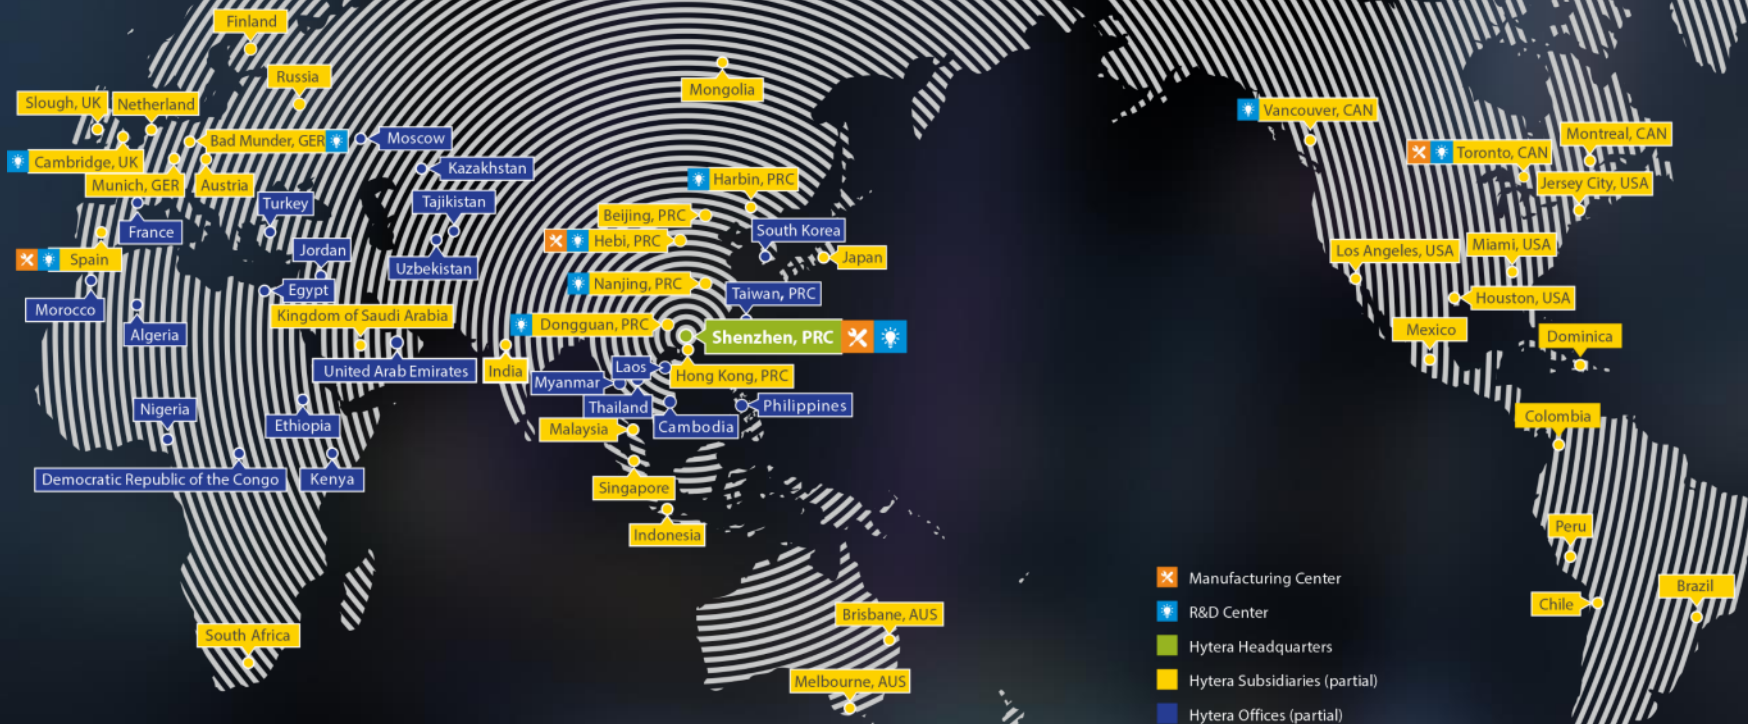 Finland
Russia
Mongolia
Slough, UK
Netherland
Vancouver, CAN
Bad Munder, GER
Moscow
Montreal, CAN
Cambridge, UK
Toronto, CAN
Kazakhstan
Munich, GER
Austria
Harbin, PRC
Jersey City, USA
Turkey
Tajikistan
Beijing, PRC
France
South Korea
Hebi, PRC
Jordan
Los Angeles, USA
Miami, USA
Spain
Japan
Uzbekistan
Egypt
Nanjing, PRC
Taiwan, PRC
Houston, USA
Morocco
Kingdom of Saudi Arabia
Algeria
Dongguan, PRC
Shenzhen, PRC
Mexico
Dominica
United Arab Emirates
India
Laos
Hong Kong, PRC
Myanmar
Nigeria
Thailand
Philippines
Ethiopia
Cambodia
Malaysia
Colombia
Democratic Republic of the Congo
Kenya
Singapore
Indonesia
Peru
Brazil
Chile
Brisbane, AUS
South Africa
Melbourne, AUS
Manufacturing Center
R&D Center
Hytera Headquarters
Hytera Subsidiaries (partial)
Hytera Offices (partial)